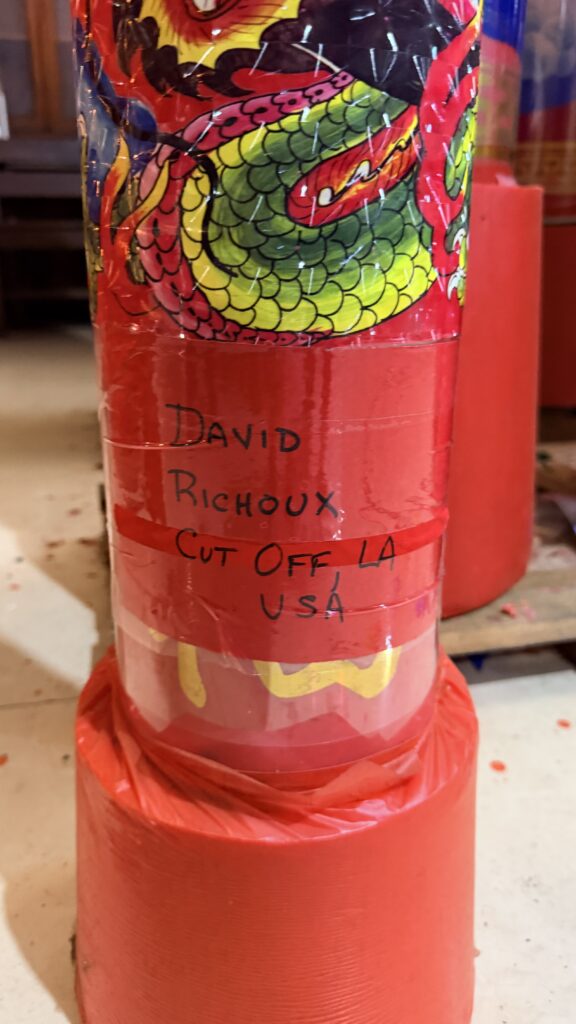 DAVID
RICHOUX
CUT OFF, LA
USA